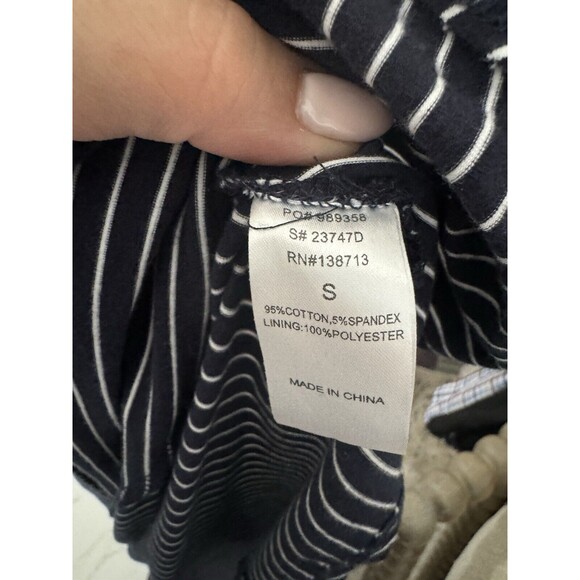 PO# 989358
S# 23747D
RN#138713
S
95%COTTON,5%SPANDEX
LINING:100%POLYESTER
MADE IN CHINA